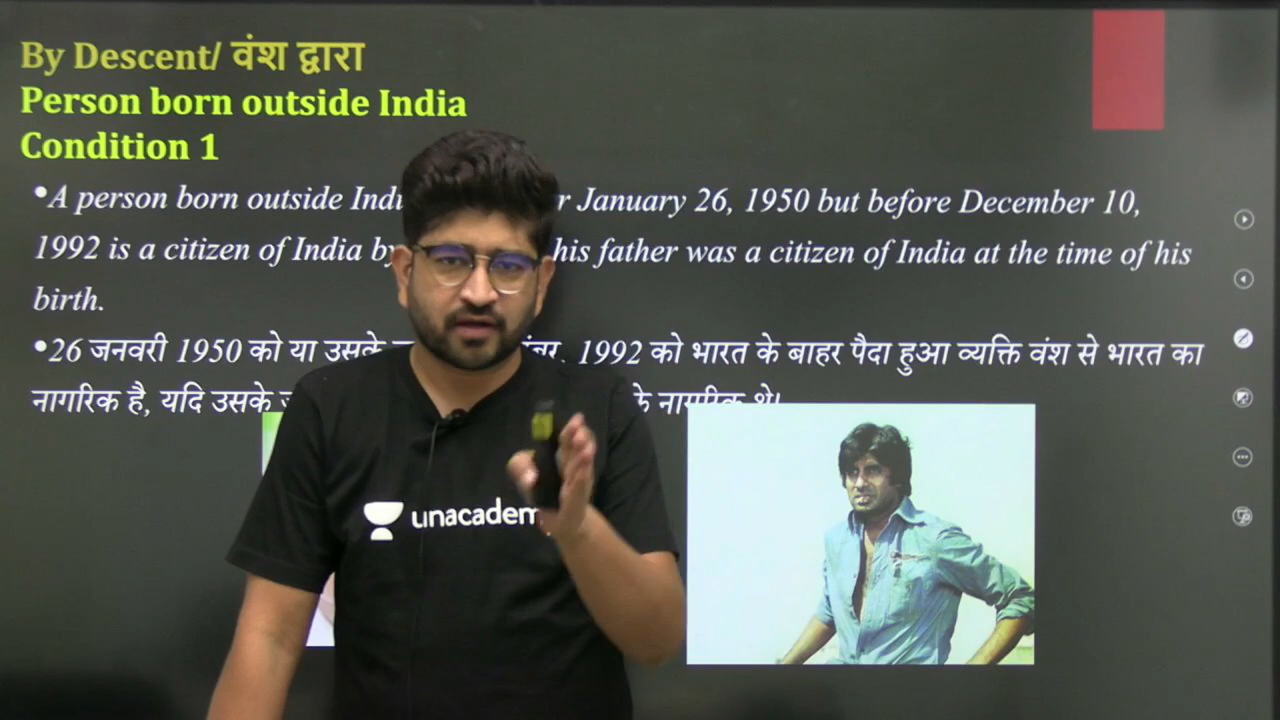 By Descent/ वंश द्वारा
Person born outside India
Condition 1
•A person born outside January 26, 1950 but before December 10,
1992 is a citizen of India his father was a citizen of India at the time of his
birth.
•26 जनवरी 1950 को या उसके 1992 को भारत के बाहर पैदा हुआ व्यक्ति वंश से भारत का
नागरिक है, यदि उसके के नागरिक थे।
unacadem